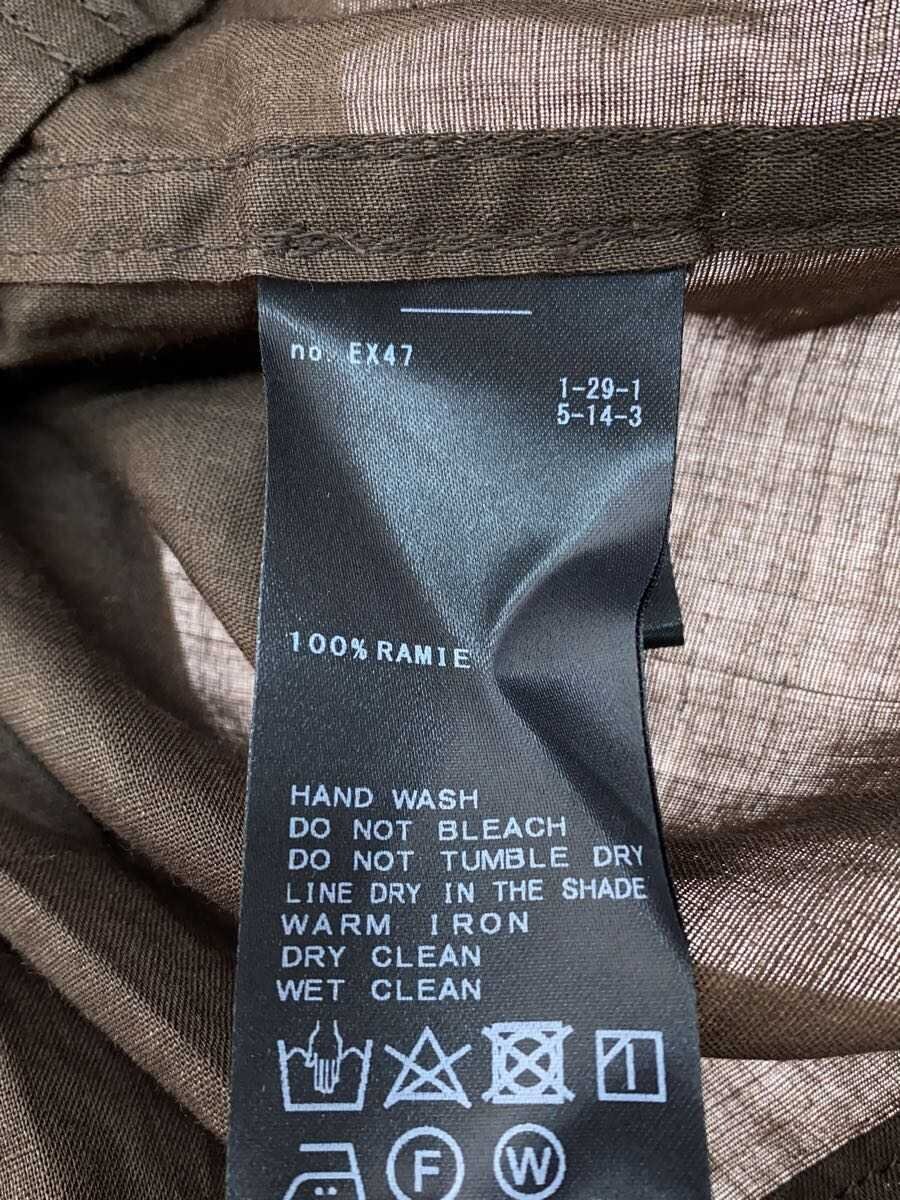 no. EX47
1-29-1
5-14-3
100% RAMIE
HAND WASH
DO NOT BLEACH
DO NOT TUMBLE DRY
LINE DRY IN THE SHADE
WARM IRON
DRY CLEAN
WET CLEAN
F W